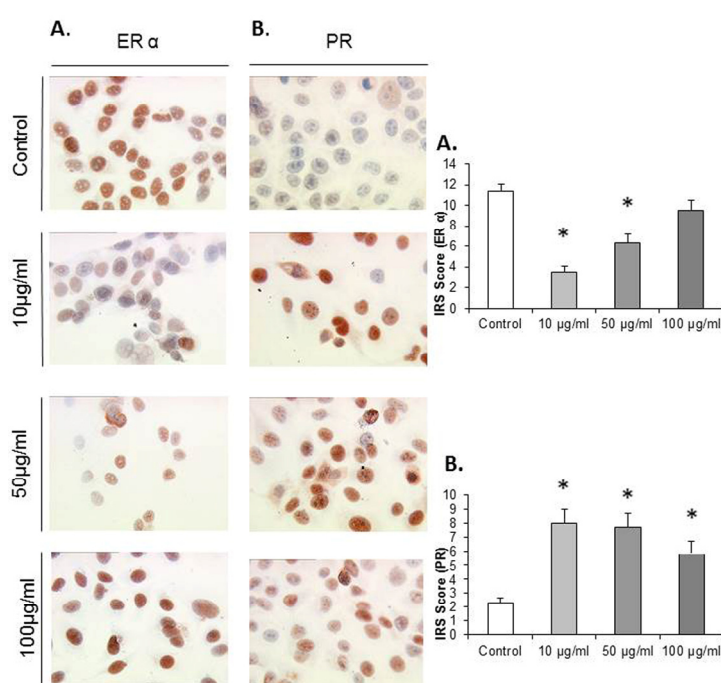 A.
B.
ER α
PR
Control
10µg/ml
50µg/ml
100µg/ml
A.
IRS Score (ER α)
14
12
10
8
6
4
2
0
*
*
Control 10 µg/ml 50 µg/ml 100 µg/ml
B.
IRS Score (PR)
10
9
8
7
6
5
4
3
2
1
0
*
*
*
Control 10 µg/ml 50 µg/ml 100 µg/ml